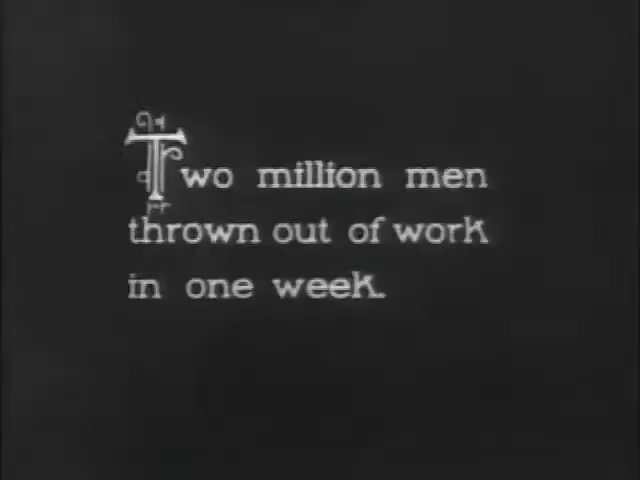 Two million men
thrown out of work
in one week.